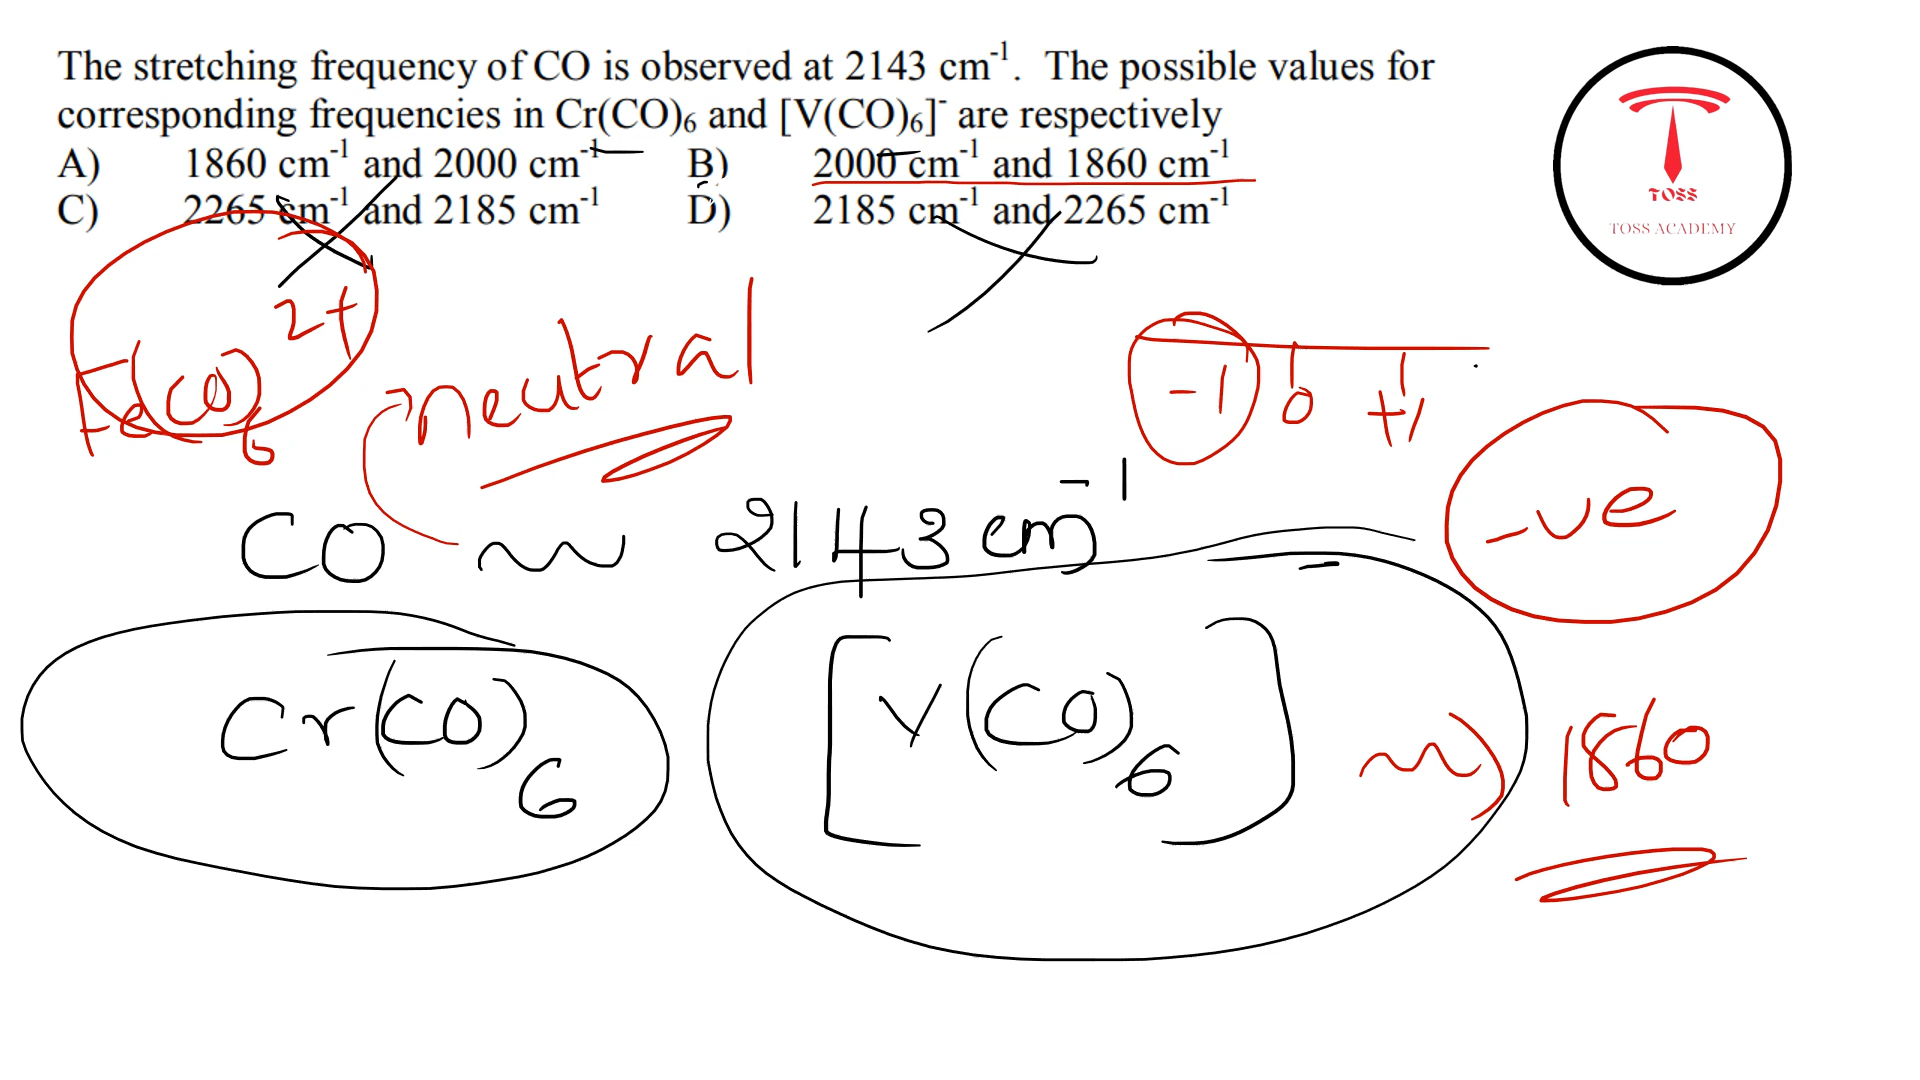 The stretching frequency of CO is observed at 2143 cm⁻¹. The possible values for
corresponding frequencies in Cr(CO)₆ and [V(CO)₆]⁻ are respectively
A) 1860 cm⁻¹ and 2000 cm⁻¹ B) 2000 cm⁻¹ and 1860 cm⁻¹
C) 2265 cm⁻¹ and 2185 cm⁻¹ D) 2185 cm⁻¹ and 2265 cm⁻¹
TOSS
TOSS ACADEMY
Fe(CO)₆ 2+
neutral
-1 0 +1
-ve
CO ~ 2143 cm⁻¹
Cr(CO)₆ [V(CO)₆]⁻ ~ 1860